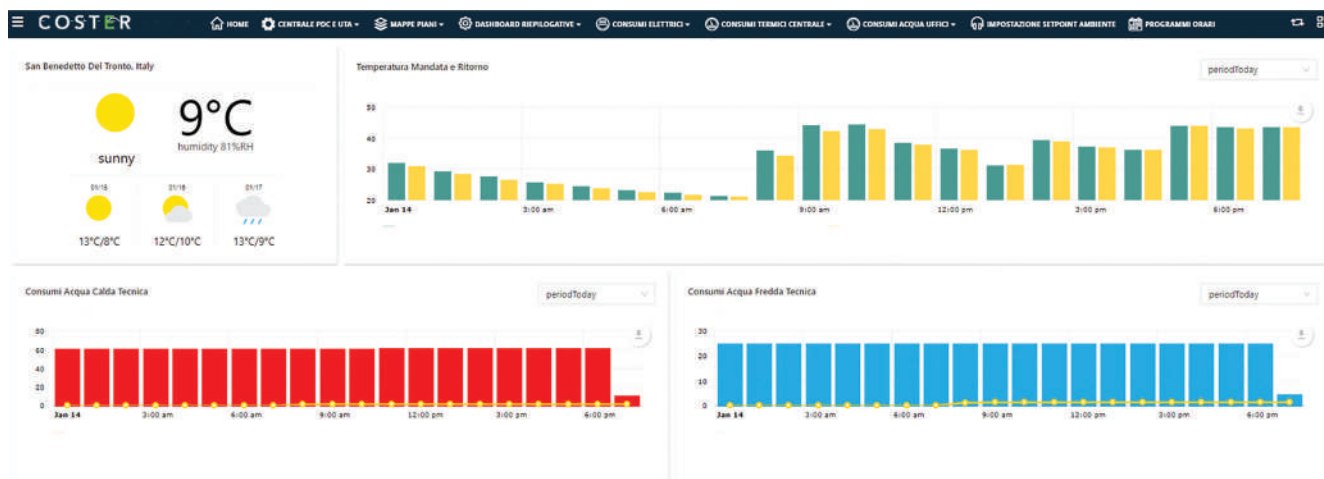 COSTER HOME CENTRALE PDC E UTA MAPPE PIANI DASHBOARD RIEPILOGATIVE CONSUMI ELETTRICI CONSUMI TERMICI CENTRALE CONSUMI ACQUA UFFICI IMPOSTAZIONE SETPOINT AMBIENTE PROGRAMMI ORARI
San Benedetto Del Tronto, Italy
9°C
humidity 81%RH
sunny
01/15 01/16 01/17
13°C/8°C 12°C/10°C 13°C/9°C
Temperatura Mandata e Ritorno
periodToday
50
40
30
20
Jan 14 3:00 am 6:00 am 9:00 am 12:00 pm 3:00 pm 6:00 pm
Consumi Acqua Calda Tecnica
periodToday
80
60
40
20
0
Jan 14 3:00 am 6:00 am 9:00 am 12:00 pm 3:00 pm 6:00 pm
Consumi Acqua Fredda Tecnica
periodToday
30
20
10
0
Jan 14 3:00 am 6:00 am 9:00 am 12:00 pm 3:00 pm 6:00 pm